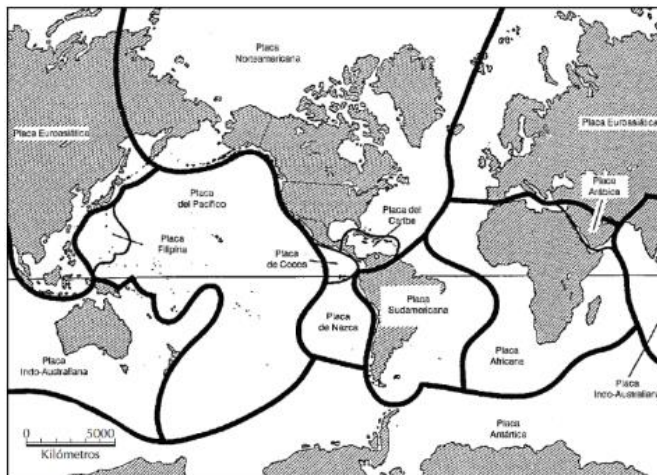 Placa
Norteamericana
Placa Euroasiática
Placa Euroasiática
Placa
Arábica
Placa
del Pacífico
Placa del
Caribe
Placa
Filipina
Placa
de Cocos
Placa
Sudamericana
Placa
de Nazca
Placa
Africana
Placa
Indo-Australiana
Placa
Indo-Australiana
Placa
Antártica
0 5000
Kilómetros